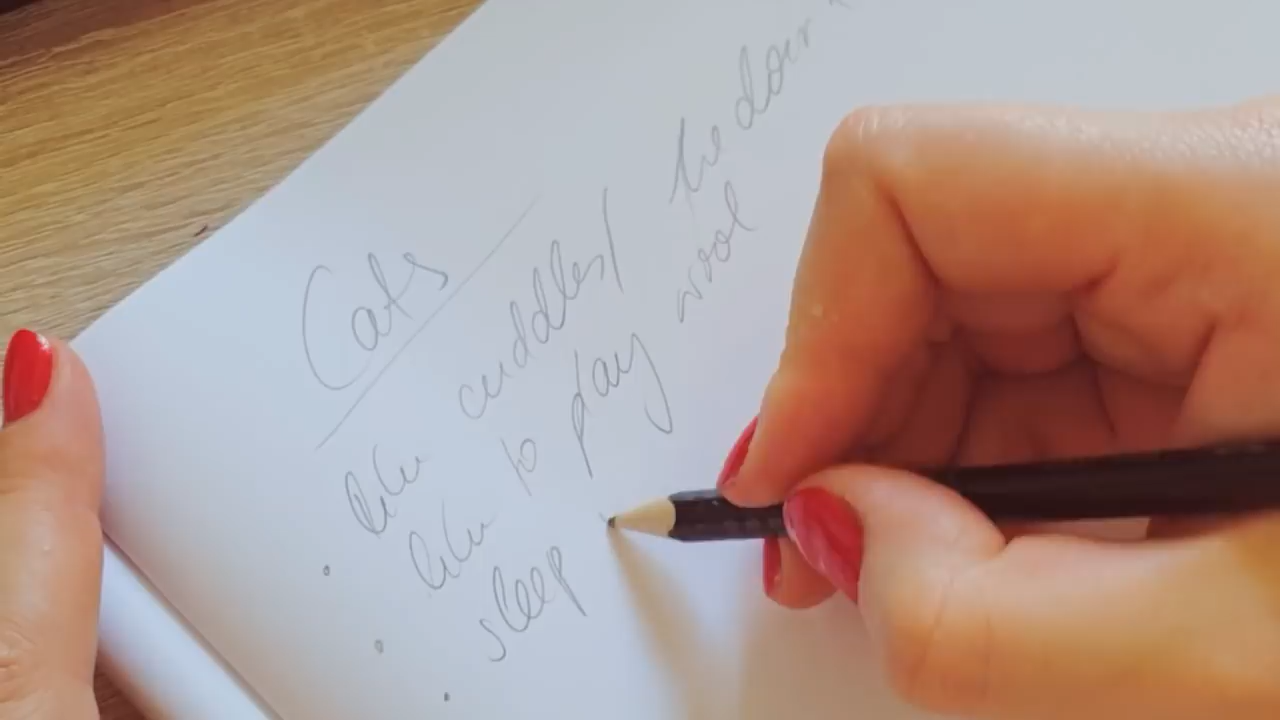 Cats
• like cuddles/ the door
• like to play wool
• sleep